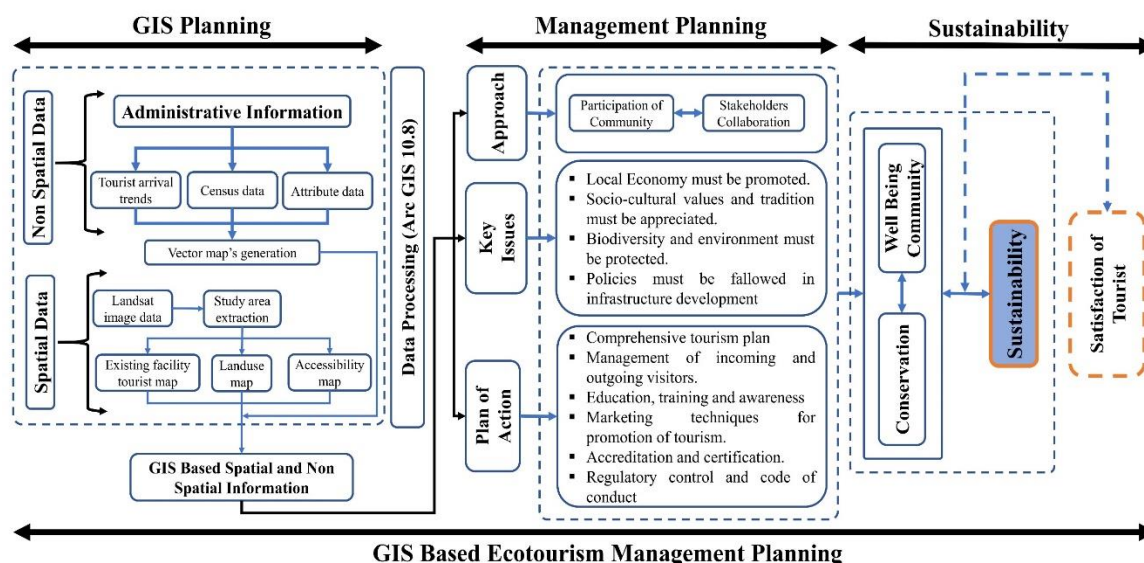 GIS Planning
Management Planning
Sustainability
Non Spatial Data
Administrative Information
Tourist arrival
trends
Census data
Attribute data
Vector map's generation
Spatial Data
Landsat
image data
Study area
extraction
Existing facility
tourist map
Landuse
map
Accessibility
map
GIS Based Spatial and Non
Spatial Information
Data Processing (Arc GIS 10.8)
Approach
Participation of
Community
Stakeholders
Collaboration
Key
Issues
▪ Local Economy must be promoted.
▪ Socio-cultural values and tradition
must be appreciated.
▪ Biodiversity and environment must
be protected.
▪ Policies must be fallowed in
infrastructure development
Plan of
Action
▪ Comprehensive tourism plan
▪ Management of incoming and
outgoing visitors.
▪ Education, training and awareness
▪ Marketing techniques for
promotion of tourism.
▪ Accreditation and certification.
▪ Regulatory control and code of
conduct
Well Being
Community
Conservation
Sustainability
Satisfaction of
Tourist
GIS Based Ecotourism Management Planning